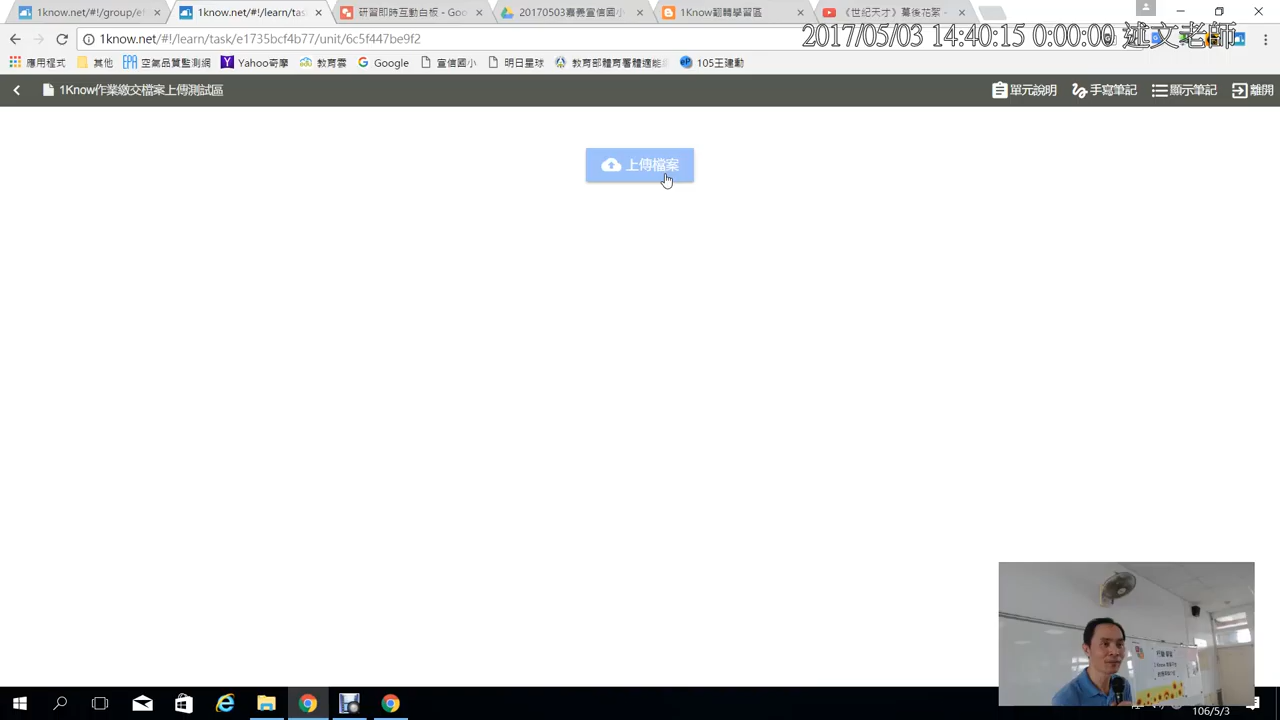 1know.net/#!/group/e
1know.net/#!/learn/tas
研習即時互動白板 - Goo
20170503嘉義宣信國小
1Know翻轉學習區
《世紀天才》幕後花絮 -
1know.net/#!/learn/task/e1735bcf4b77/unit/6c5f447be9f2
2017/05/03 14:40:15 0:00:00 述文老師
應用程式
其他
空氣品質監測網
Yahoo奇摩
教育雲
Google
宣信國小
明日星球
教育部體育署體適能
105王建勳
1Know作業繳交檔案上傳測試區
單元說明
手寫筆記
顯示筆記
離開
上傳檔案
106/5/3